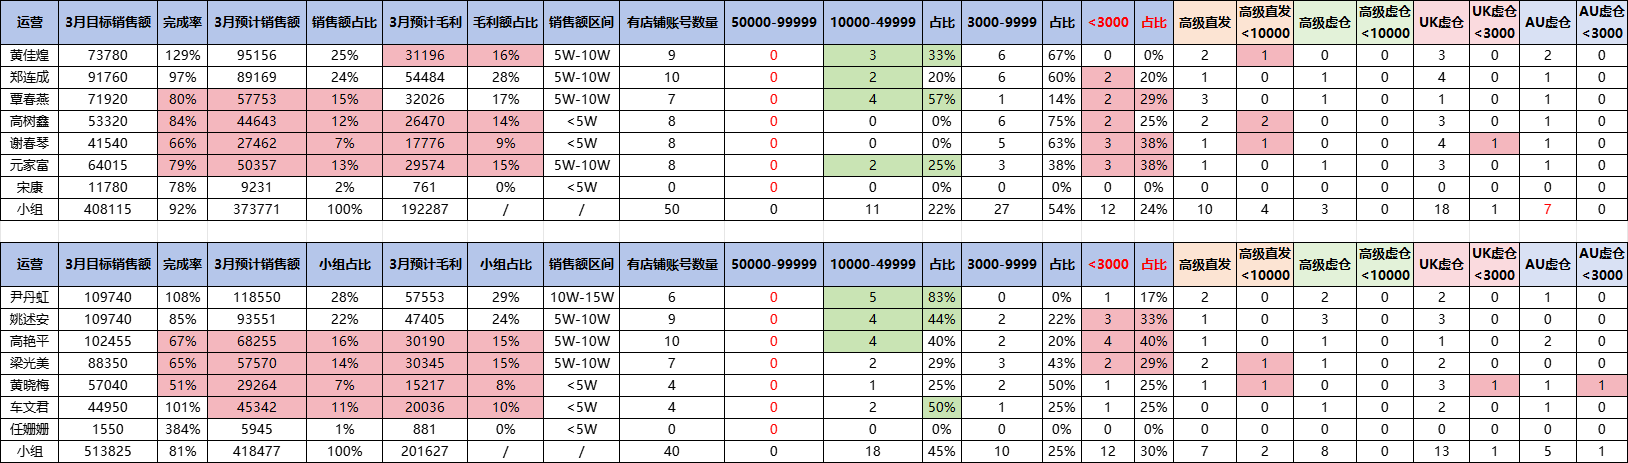 运营 3月目标销售额 完成率 3月预计销售额 销售额占比 3月预计毛利 毛利额占比 销售额区间 有店铺账号数量 50000-99999 10000-49999 占比 3000-9999 占比 <3000 占比 高级直发 高级直发<10000 高级虚仓 高级虚仓<10000 UK虚仓 UK虚仓<3000 AU虚仓 AU虚仓<3000
黄佳煌 73780 129% 95156 25% 31196 16% 5W-10W 9 0 3 33% 6 67% 0 0% 2 1 0 0 3 0 2 0
郑连成 91760 97% 89169 24% 54484 28% 5W-10W 10 0 2 20% 6 60% 2 20% 1 0 1 0 4 0 1 0
覃春燕 71920 80% 57753 15% 32026 17% 5W-10W 7 0 4 57% 1 14% 2 29% 3 0 1 0 1 0 1 0
高树鑫 53320 84% 44643 12% 26470 14% <5W 8 0 0 0% 6 75% 2 25% 2 2 0 0 3 0 1 0
谢春琴 41540 66% 27462 7% 17776 9% <5W 8 0 0 0% 5 63% 3 38% 1 1 0 0 4 1 1 0
元家富 64015 79% 50357 13% 29574 15% 5W-10W 8 0 2 25% 3 38% 3 38% 1 0 1 0 3 0 1 0
宋康 11780 78% 9231 2% 761 0% <5W 0 0 0 0% 0 0% 0 0% 0 0 0 0 0 0 0 0
小组 408115 92% 373771 100% 192287 / / 50 0 11 22% 27 54% 12 24% 10 4 3 0 18 1 7 0
运营 3月目标销售额 完成率 3月预计销售额 小组占比 3月预计毛利 小组占比 销售额区间 有店铺账号数量 50000-99999 10000-49999 占比 3000-9999 占比 <3000 占比 高级直发 高级直发<10000 高级虚仓 高级虚仓<10000 UK虚仓 UK虚仓<3000 AU虚仓 AU虚仓<3000
尹丹虹 109740 108% 118550 28% 57553 29% 10W-15W 6 0 5 83% 0 0% 1 17% 2 0 2 0 2 0 1 0
姚述安 109740 85% 93551 22% 47405 24% 5W-10W 9 0 4 44% 2 22% 3 33% 1 0 3 0 3 0 0 0
高艳平 102455 67% 68255 16% 30190 15% 5W-10W 10 0 4 40% 2 20% 4 40% 1 0 1 0 1 0 2 0
梁光美 88350 65% 57570 14% 30345 15% 5W-10W 7 0 2 29% 3 43% 2 29% 2 1 1 0 2 0 0 0
黄晓梅 57040 51% 29264 7% 15217 8% <5W 4 0 1 25% 2 50% 1 25% 1 1 0 0 3 1 1 1
车文君 44950 101% 45342 11% 20036 10% <5W 4 0 2 50% 1 25% 1 25% 0 0 1 0 2 0 1 0
任姗姗 1550 384% 5945 1% 881 0% <5W 0 0 0 0% 0 0% 0 0% 0 0 0 0 0 0 0 0
小组 513825 81% 418477 100% 201627 / / 40 0 18 45% 10 25% 12 30% 7 2 8 0 13 1 5 1